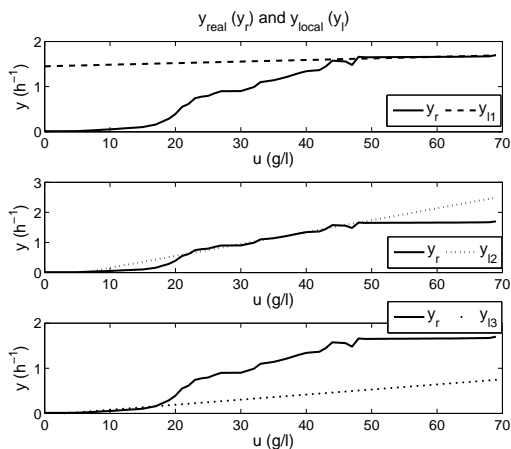 y_real (y_r) and y_local (y_l)
2
1
0
y (h⁻¹)
0 10 20 30 40 50 60 70
u (g/l)
y_r y_l1
3
2
1
0
y (h⁻¹)
0 10 20 30 40 50 60 70
u (g/l)
y_r y_l2
2
1
0
y (h⁻¹)
0 10 20 30 40 50 60 70
u (g/l)
y_r y_l3